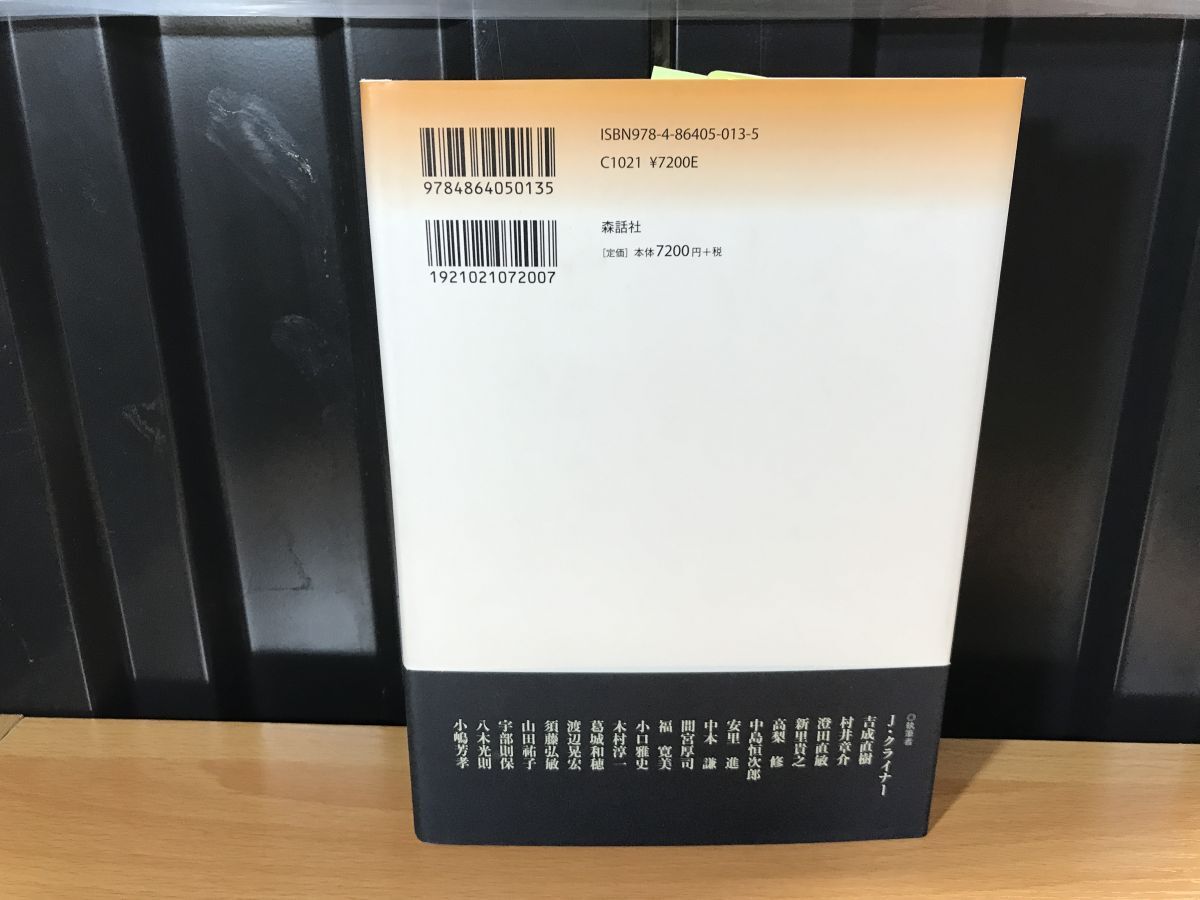 ISBN978-4-86405-013-5
C1021 ¥7200E
9784864050135
森話社
[定価] 本体7200円+税
1921021072007
◎執筆者
J・クライナー
吉成直樹
村井章介
澄田直敏
新里貴之
高梨 修
中島恒次郎
安里 進
中本 謙
間宮厚司
福 寛美
小口雅史
木村淳一
葛城和穂
渡辺晃宏
須藤弘敏
山田祐子
宇部則保
八木光則
小嶋芳孝